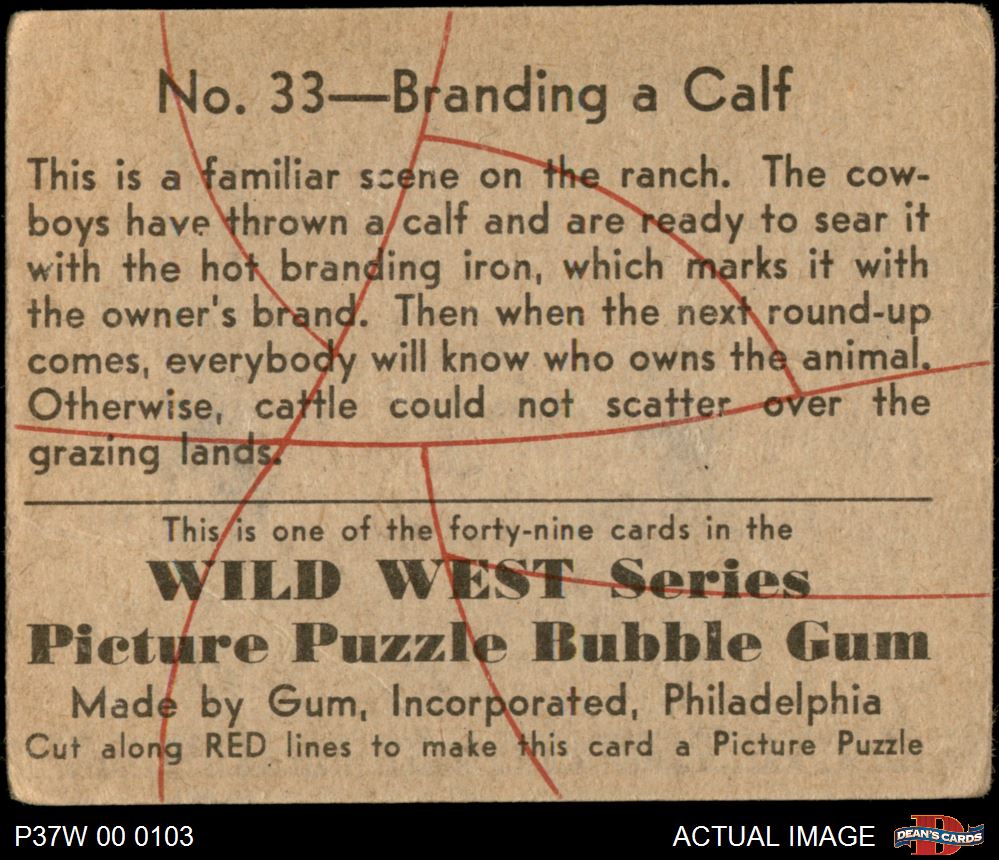 No. 33—Branding a Calf
This is a familiar scene on the ranch. The cow-
boys have thrown a calf and are ready to sear it
with the hot branding iron, which marks it with
the owner's brand. Then when the next round-up
comes, everybody will know who owns the animal.
Otherwise, cattle could not scatter over the
grazing lands.
This is one of the forty-nine cards in the
WILD WEST Series
Picture Puzzle Bubble Gum
Made by Gum, Incorporated, Philadelphia
Cut along RED lines to make this card a Picture Puzzle
P37W 00 0103
ACTUAL IMAGE
DEAN'S CARDS